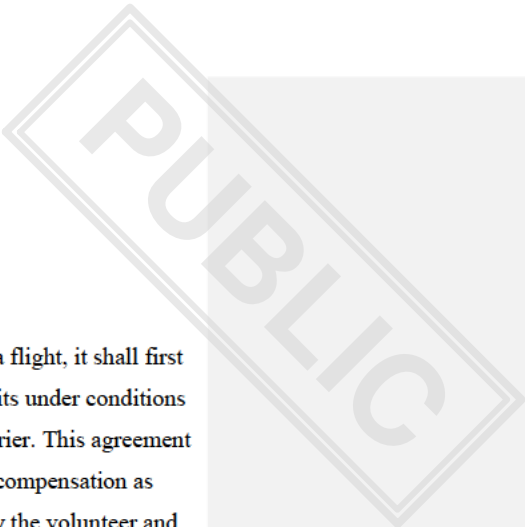 PUBLIC
a flight, it shall first
its under conditions
rier. This agreement
compensation as
y the volunteer and